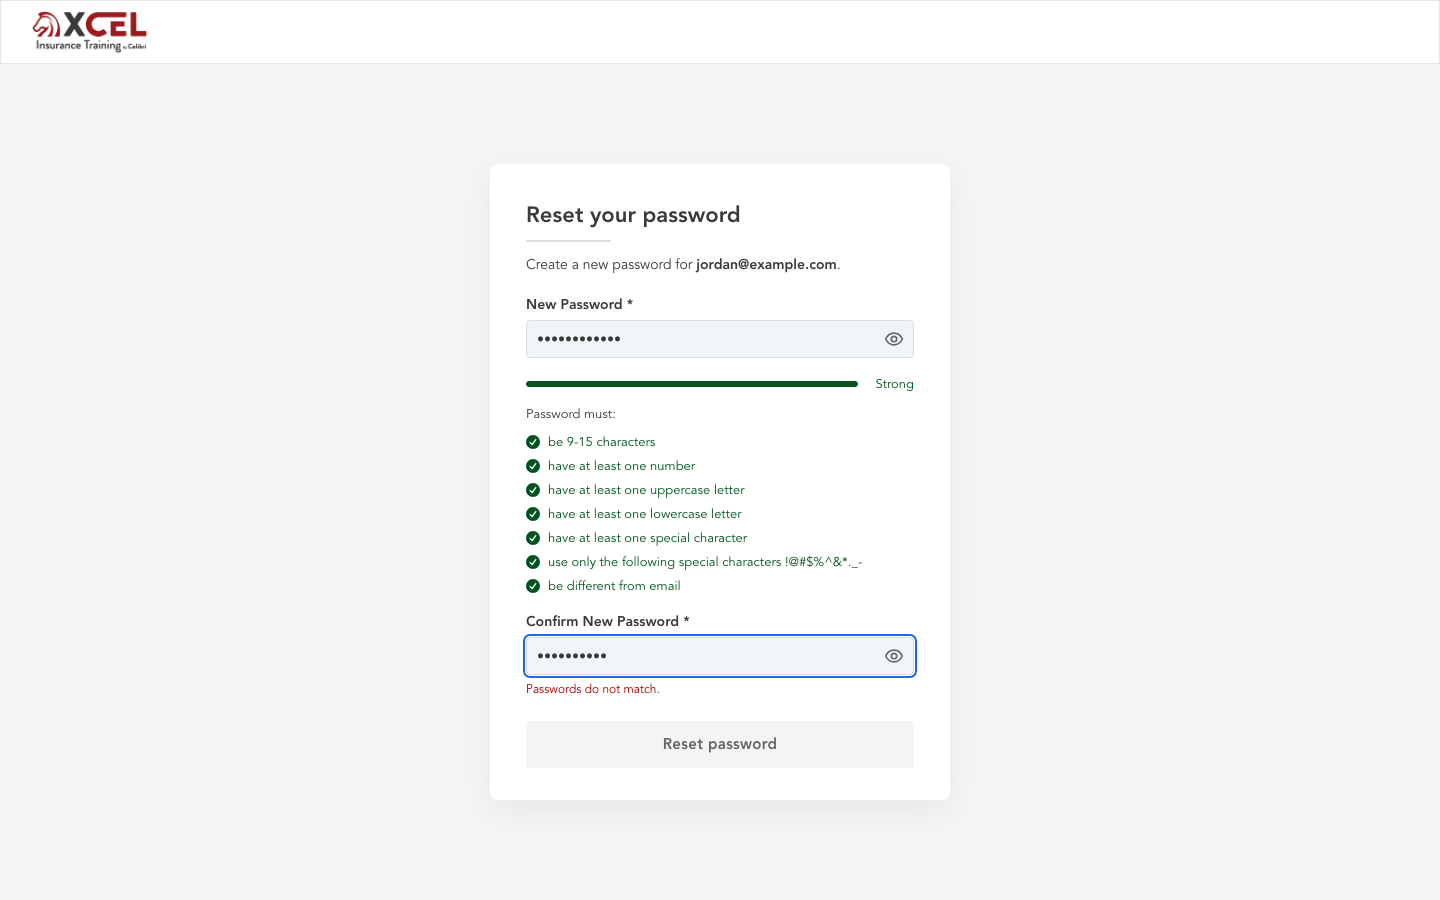 XCEL
Insurance Training by Colibri
Reset your password
Create a new password for jordan@example.com.
New Password *
••••••••••••
Strong
Password must:
be 9-15 characters
have at least one number
have at least one uppercase letter
have at least one lowercase letter
have at least one special character
use only the following special characters !@#$%^&*._-
be different from email
Confirm New Password *
••••••••••
Passwords do not match.
Reset password